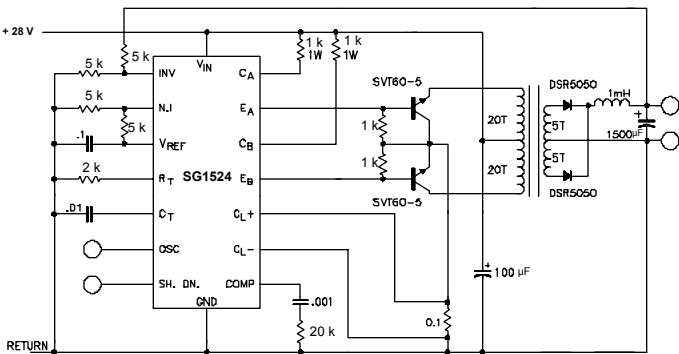 + 28 V
5 k
1 k
1W
1 k
1W
5 k
INV
VIN
CA
SVT60-5
DSR5050
1mH
5 k
N.I
EA
20T
5T
5 k
1 k
.1
VREF
CB
1500µF
2 k
RT
SG1524
EB
1 k
20T
5T
.01
CT
CL+
SVT60-5
DSR5050
OSC
CL−
+
+
100 µF
SH. DN.
COMP
.001
GND
0.1
20 k
RETURN